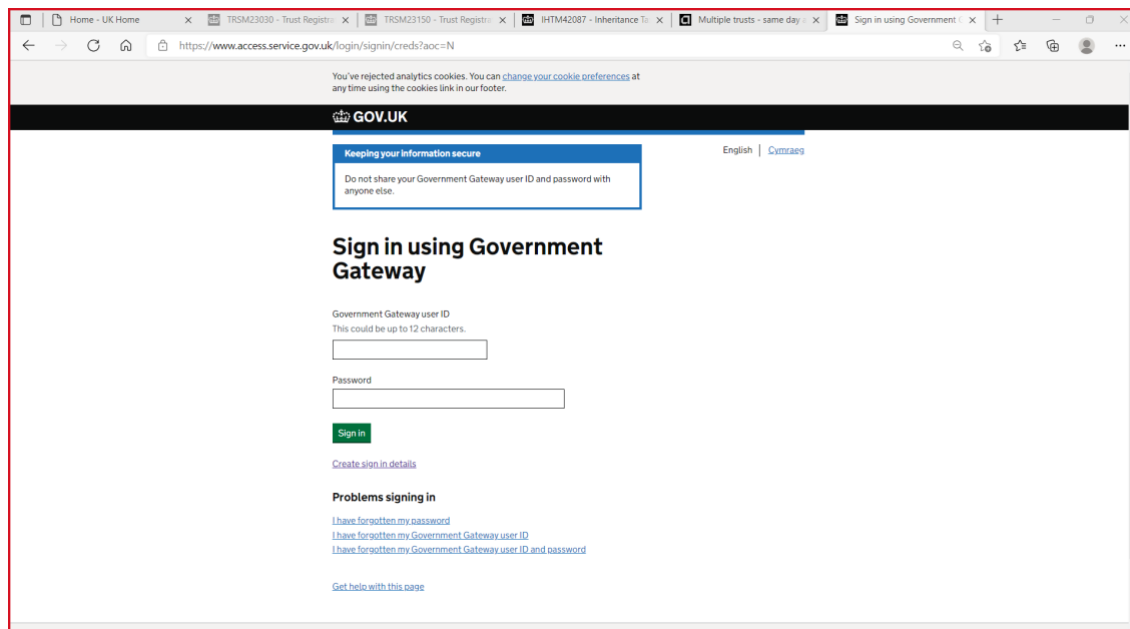 Home - UK Home
TRSM23030 - Trust Registra
TRSM23150 - Trust Registra
IHTM42087 - Inheritance Ta
Multiple trusts - same day a
Sign in using Government G
https://www.access.service.gov.uk/login/signin/creds?aoc=N
You've rejected analytics cookies. You can change your cookie preferences at
any time using the cookies link in our footer.
GOV.UK
Keeping your information secure
English | Cymraeg
Do not share your Government Gateway user ID and password with
anyone else.
Sign in using Government
Gateway
Government Gateway user ID
This could be up to 12 characters.
Password
Sign in
Create sign in details
Problems signing in
I have forgotten my password
I have forgotten my Government Gateway user ID
I have forgotten my Government Gateway user ID and password
Get help with this page